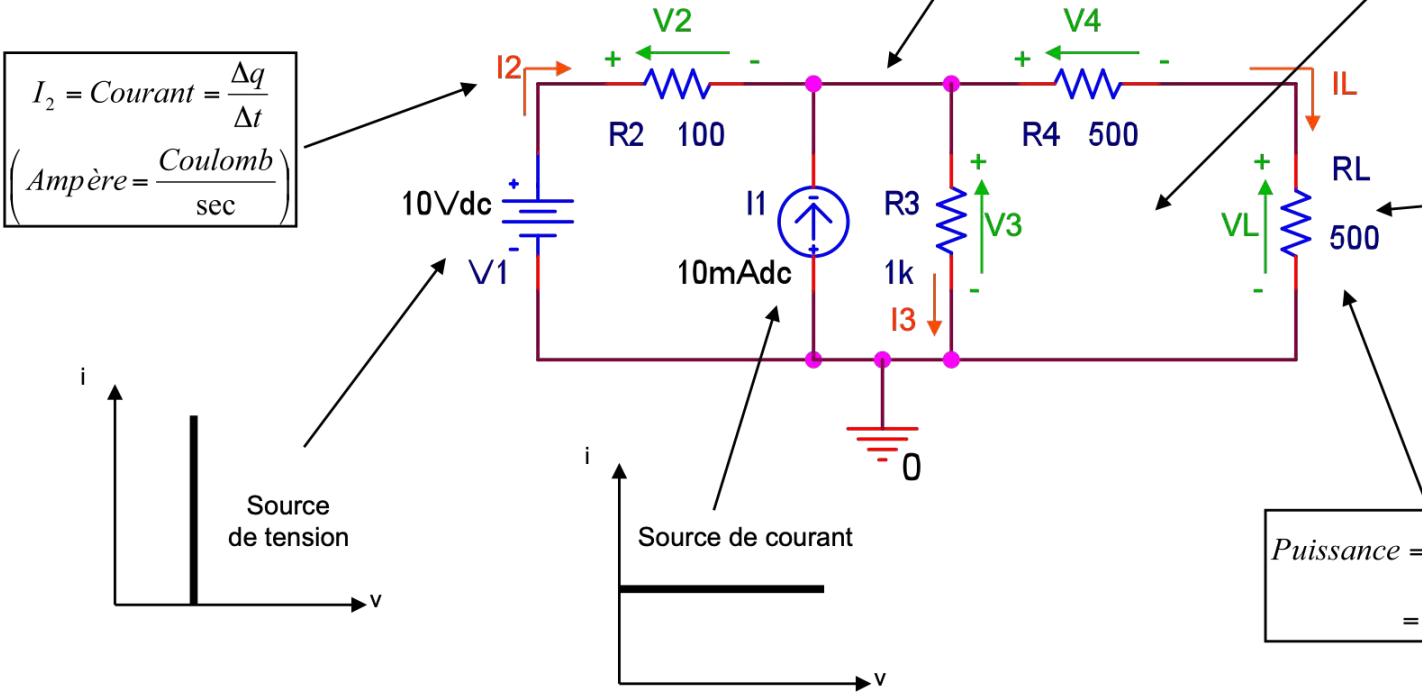 V2
V4
+ -
+ -
I2
IL
I₂ = Courant = Δq/Δt
(Ampère = Coulomb/sec)
R2 100
R4 500
+
10Vdc
-
V1
I1
-
+
10mAdc
R3
1k
+
V3
-
I3
+
VL
-
RL
500
0
i
v
Source
de tension
i
Source de courant
v
Puissance =
=